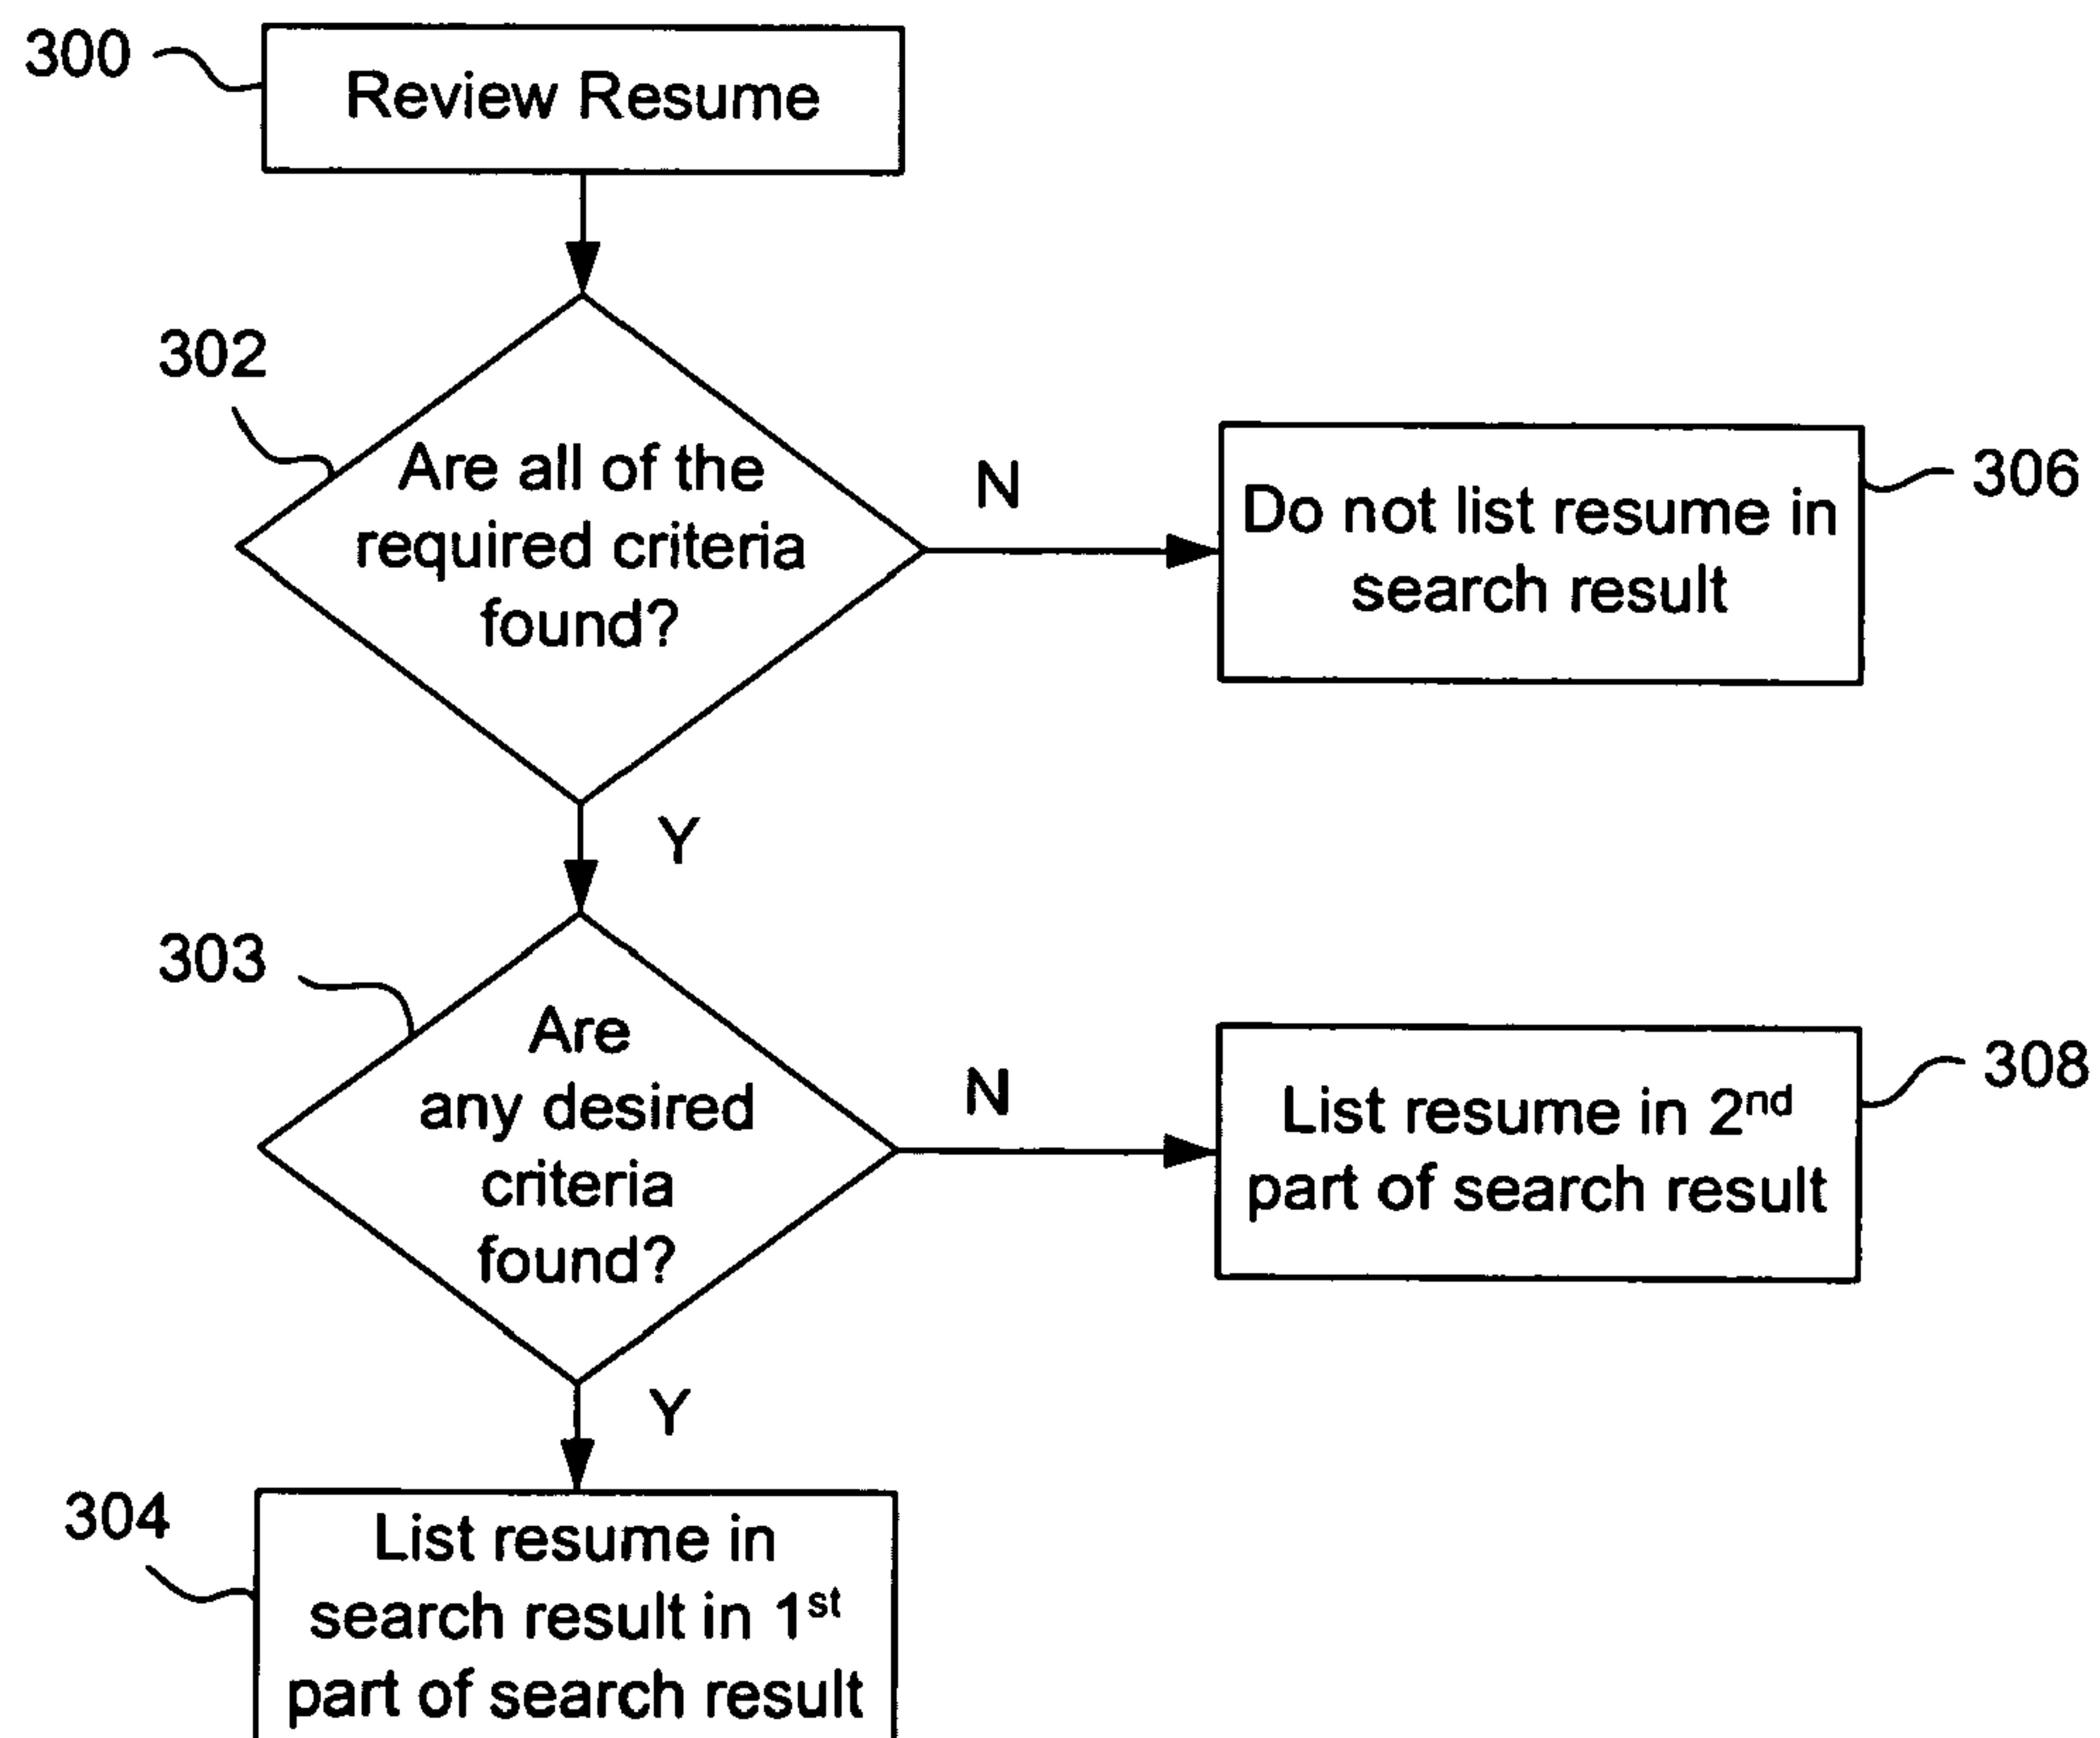 300
Review Resume
302
Are all of the
required criteria
found?
N
Do not list resume in
search result
306
Y
303
Are
any desired
criteria
found?
N
List resume in 2nd
part of search result
308
Y
304
List resume in
search result in 1st
part of search result